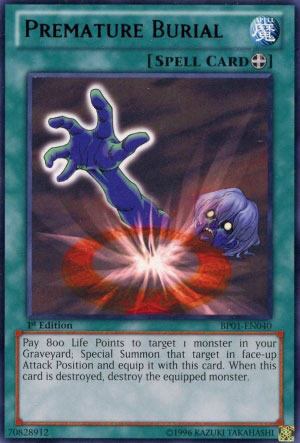 PREMATURE BURIAL
魔
[SPELL CARD]
1st Edition
BP01-EN040
Pay 800 Life Points to target 1 monster in your
Graveyard; Special Summon that target in face-up
Attack Position and equip it with this card. When this
card is destroyed, destroy the equipped monster.
70828912
©1996 KAZUKI TAKAHASHI